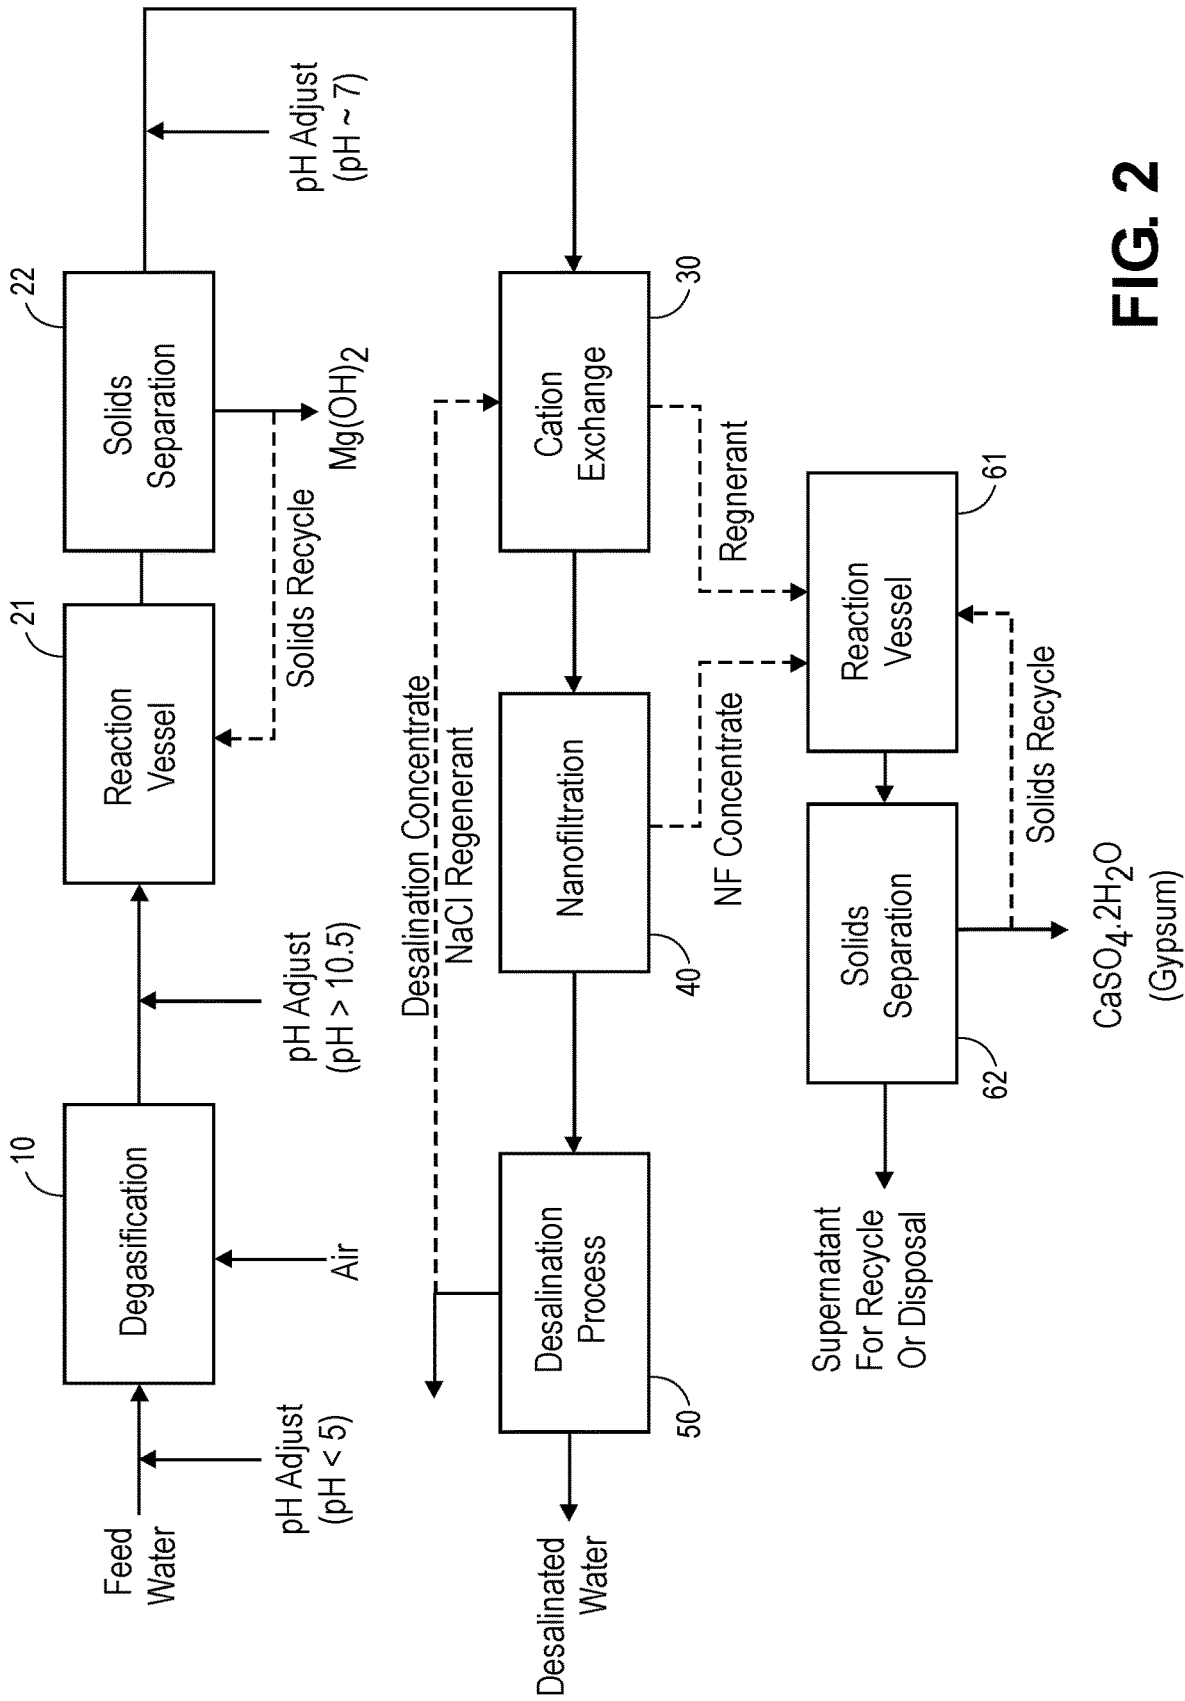 Feed
Water
pH Adjust
(pH < 5)
10
Degasification
Air
pH Adjust
(pH > 10.5)
21
Reaction
Vessel
Solids Recycle
22
Solids
Separation
Mg(OH)2
pH Adjust
(pH ~ 7)
30
Cation
Exchange
Desalination Concentrate
NaCl Regenerant
Nanofiltration
40
Desalination
Process
50
Desalinated
Water
NF Concentrate
Regnerant
61
Reaction
Vessel
Solids
Separation
62
Solids Recycle
Supernatant
For Recycle
Or Disposal
CaSO4.2H2O
(Gypsum)
FIG. 2